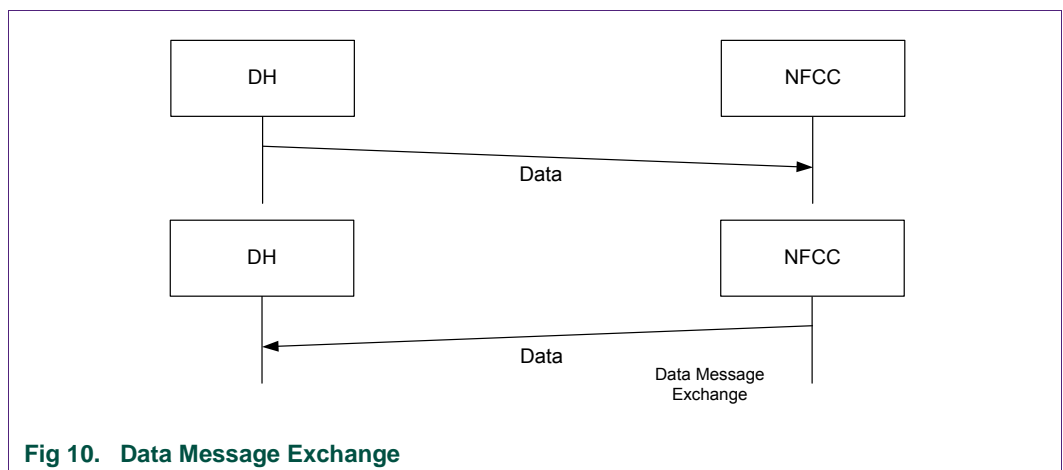 DH
NFCC
Data
DH
NFCC
Data
Data Message
Exchange
Fig 10. Data Message Exchange